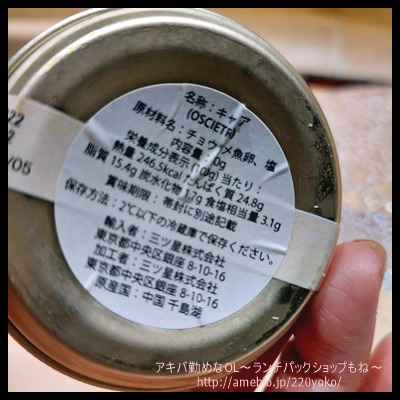 名称：キャ ア
(OSCIETR
原材料名：チョウ メ魚卵、塩
内容量： 0g
栄養成分表示 ( 0g) 当たり：
熱量 246.5kcal たんぱく質 24.8g
脂質 15.4g 炭水化物 1.7g 食塩相当量 3.1g
賞味期限：帯封に別途記載
保存方法：2℃以下の冷蔵庫で保存ください。
輸入者：三ツ星株式会社
東京都中央区銀座 8-10-16
加工者：三ツ星株式会社
東京都中央区銀座 8-10-16
原産国：中国 千島湖
22
/05
アキバ勤めなOL～ランチパックショップもね～
http://ameblo.jp/220yoko/